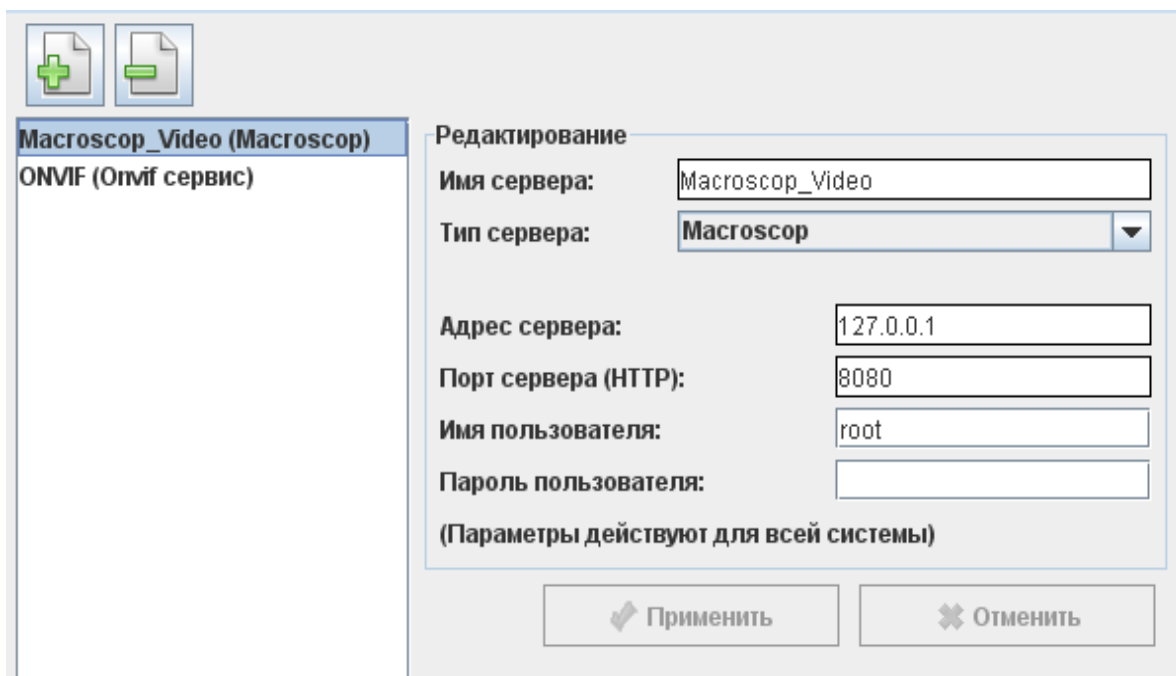 Macroscop_Video (Macroscop)
ONVIF (Onvif сервис)
Редактирование
Имя сервера: Macroscop_Video
Тип сервера: Macroscop
Адрес сервера: 127.0.0.1
Порт сервера (HTTP): 8080
Имя пользователя: root
Пароль пользователя:
(Параметры действуют для всей системы)
Применить Отменить